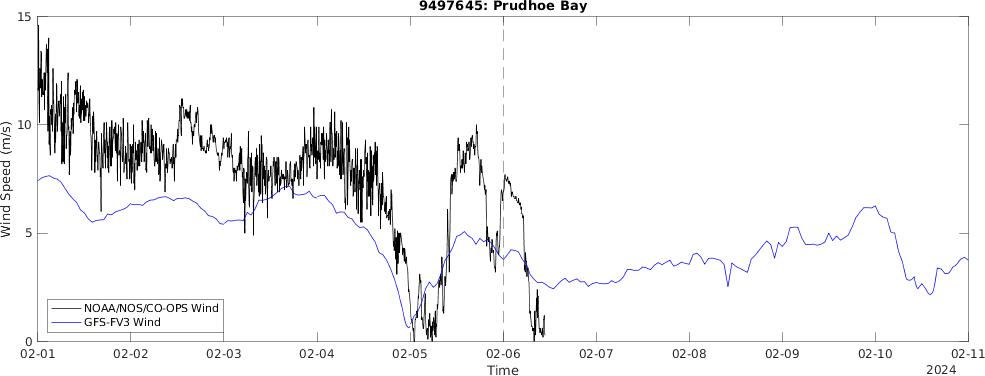 9497645: Prudhoe Bay
15
10
5
0
Wind Speed (m/s)
NOAA/NOS/CO-OPS Wind
GFS-FV3 Wind
02-01 02-02 02-03 02-04 02-05 02-06 02-07 02-08 02-09 02-10 02-11
Time
2024